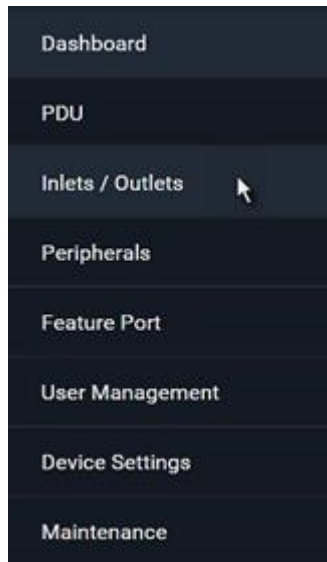 Dashboard
PDU
Inlets / Outlets
Peripherals
Feature Port
User Management
Device Settings
Maintenance